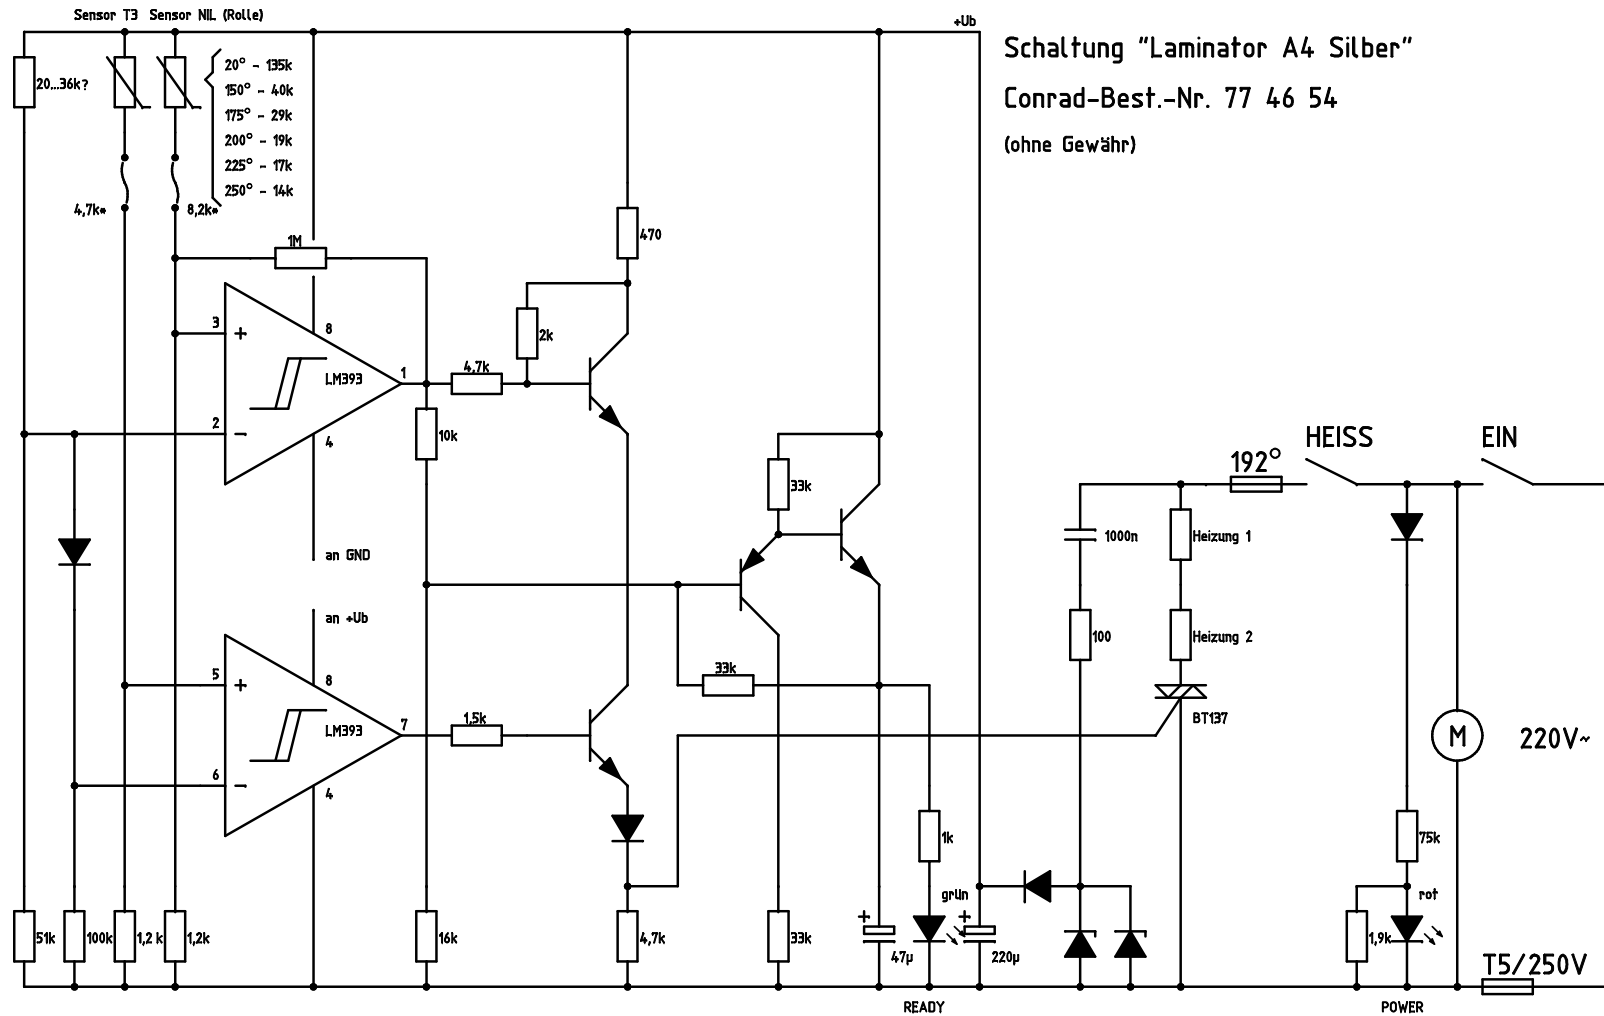 Sensor T3 Sensor NIL (Rolle)
+Ub
Schaltung "Laminator A4 Silber"
Conrad-Best.-Nr. 77 46 54
(ohne Gewähr)
20...36k?
20° - 135k
150° - 40k
175° - 29k
200° - 19k
225° - 17k
250° - 14k
4,7k*
8,2k*
1M
470
3
+
8
2k
LM393
1
4,7k
2
-
4
10k
an GND
an +Ub
33k
192°
HEISS
EIN
1000n
Heizung 1
100
Heizung 2
5
+
8
33k
LM393
7
1,5k
BT137
M
220V~
6
-
4
1k
75k
grün
rot
+
+
51k
100k
1,2 k
1,2k
16k
4,7k
33k
47µ
220µ
1,9k
T5/250V
READY
POWER